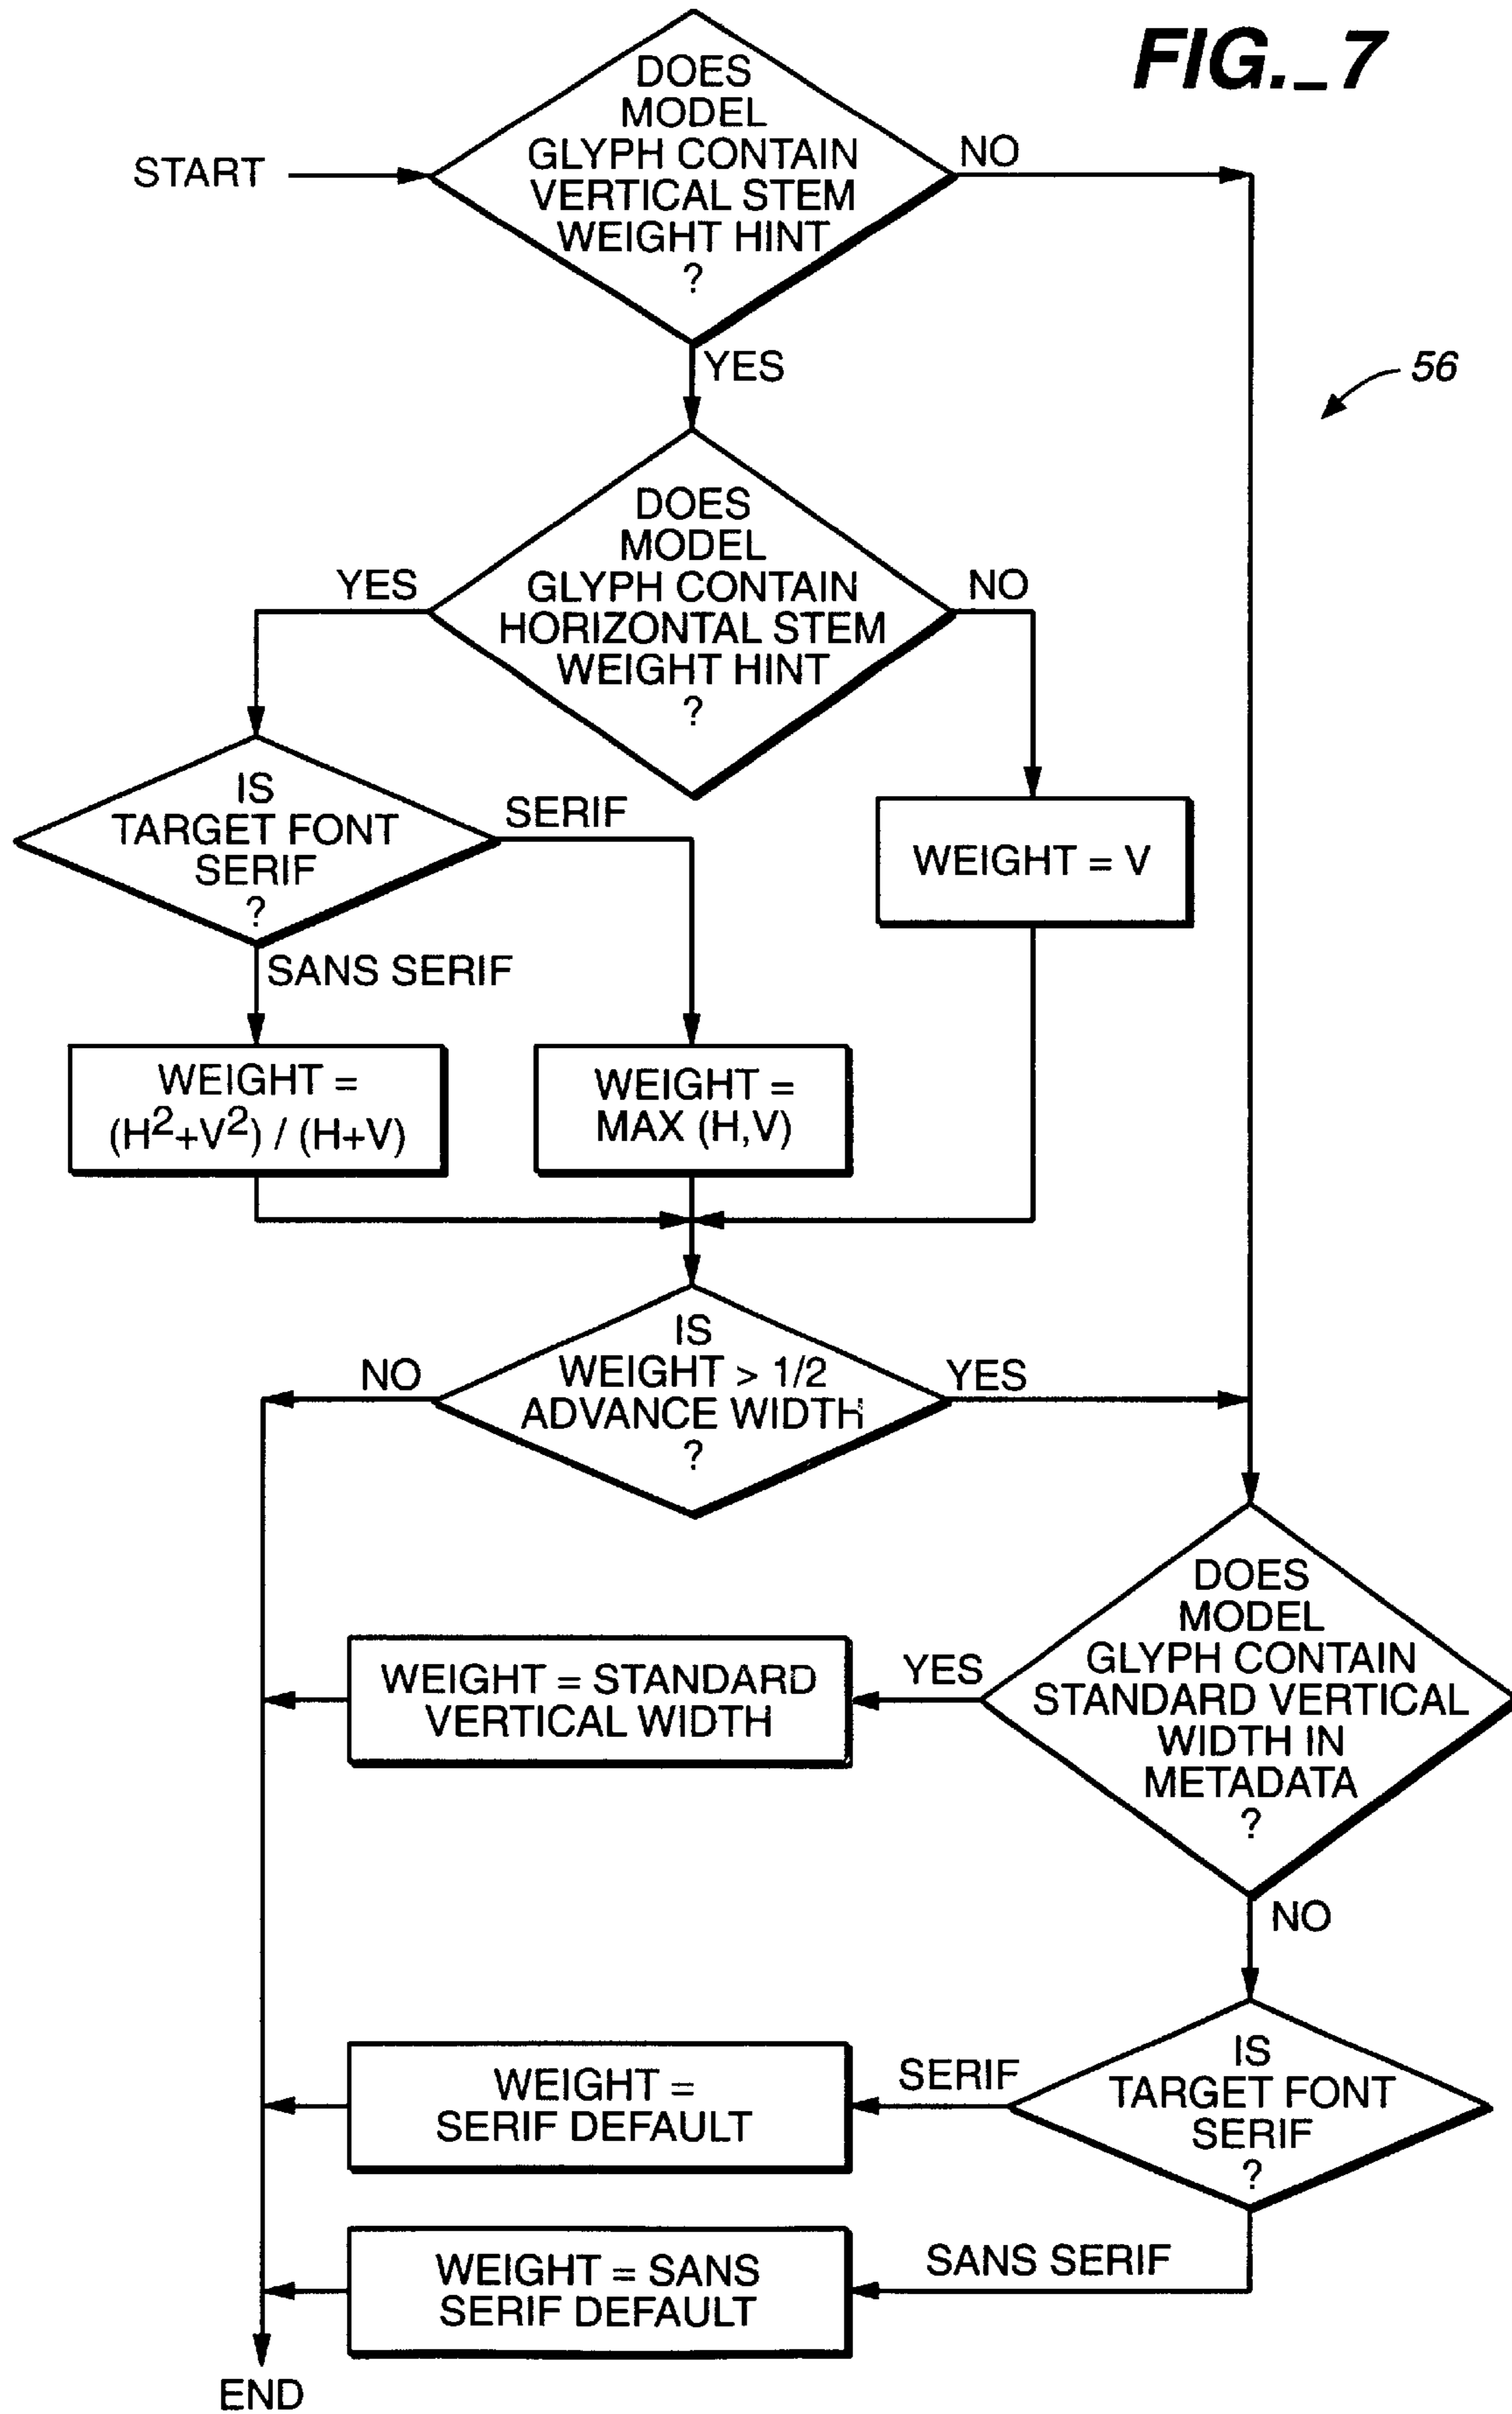 FIG._7
DOES
MODEL
GLYPH CONTAIN
VERTICAL STEM
WEIGHT HINT
?
START
NO
YES
56
DOES
MODEL
GLYPH CONTAIN
HORIZONTAL STEM
WEIGHT HINT
?
YES
NO
IS
TARGET FONT
SERIF
?
SERIF
SANS SERIF
WEIGHT = V
WEIGHT =
(H²+V²) / (H+V)
WEIGHT =
MAX (H,V)
IS
WEIGHT > 1/2
ADVANCE WIDTH
?
NO
YES
DOES
MODEL
GLYPH CONTAIN
STANDARD VERTICAL
WIDTH IN
METADATA
?
YES
WEIGHT = STANDARD
VERTICAL WIDTH
NO
IS
TARGET FONT
SERIF
?
SERIF
WEIGHT =
SERIF DEFAULT
SANS SERIF
WEIGHT = SANS
SERIF DEFAULT
END